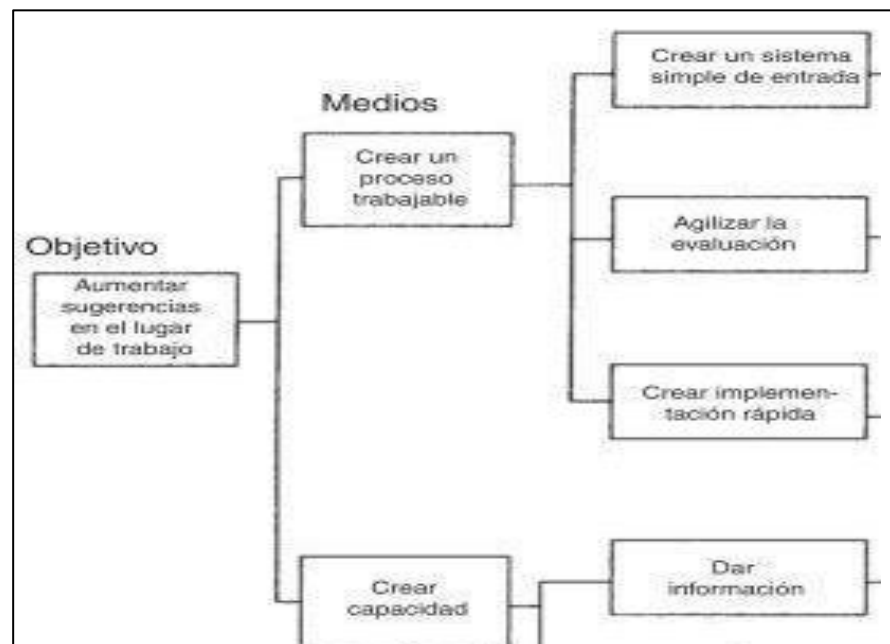 Objetivo
Aumentar
sugerencias
en el lugar
de trabajo
Medios
Crear un
proceso
trabajable
Crear
capacidad
Crear un sistema
simple de entrada
Agilizar la
evaluación
Crear implemen-
tación rápida
Dar
información